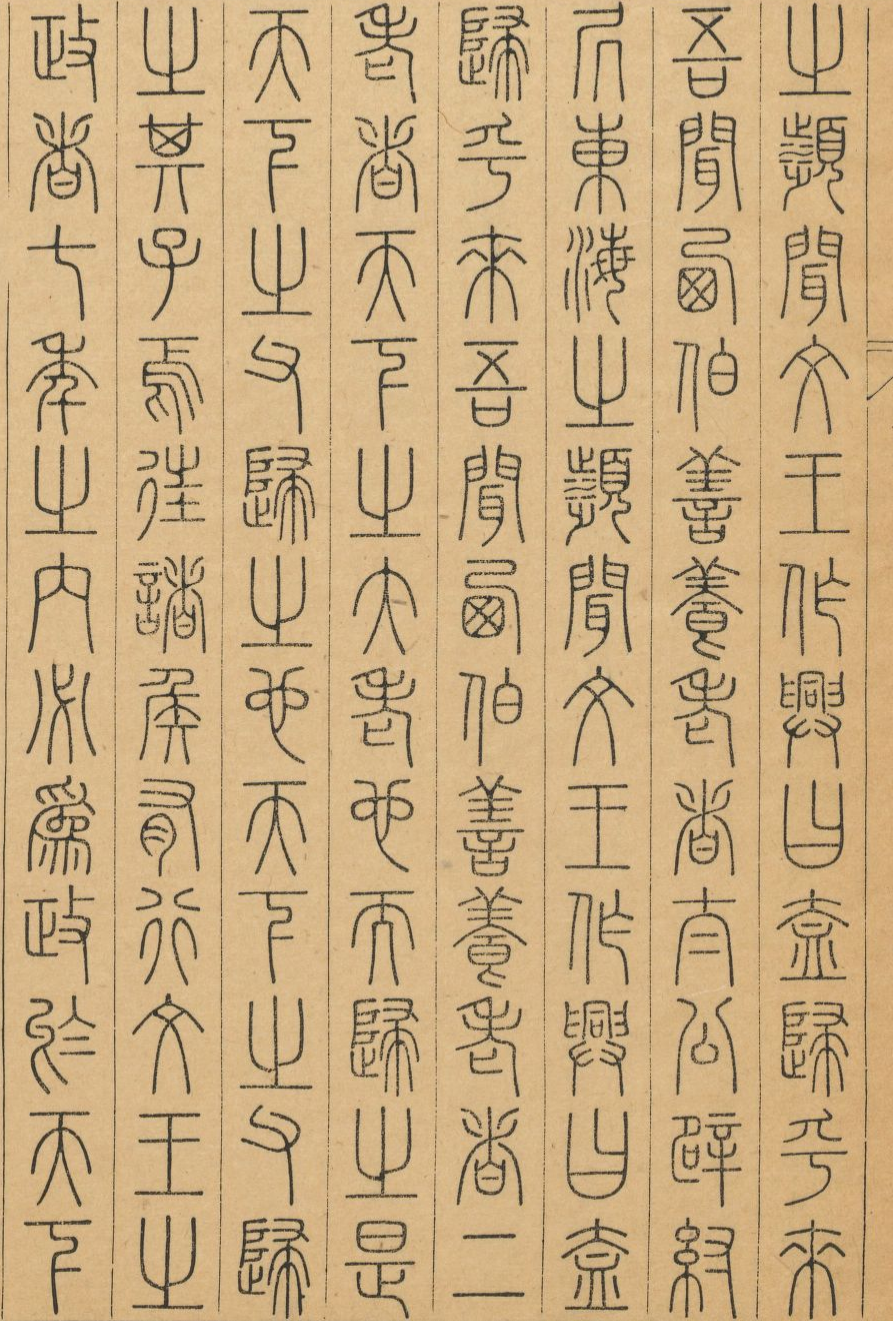 之瀕聞文王作興曰盍歸乎來
吾聞西伯善養老者太公辟紂
居東海之瀕聞文王作興曰盍
歸乎來吾聞西伯善養老者二
老者天下之大老也而歸之是
天下之父歸之也天下之父歸
之其子焉往諸侯有行文王之
政者七年之內必爲政於天下